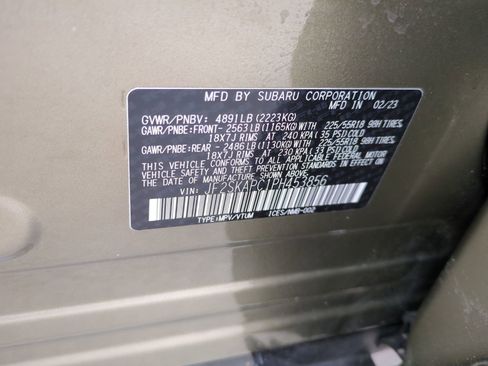 MFD BY SUBARU CORPORATION
MFD IN 02/23
GVWR/PNBV: 4891LB(2223KG)
GAWR/PNBE:FRONT- 2563LB(1165KG)WITH 225/55R18 98H TIRES,
18X7J RIMS AT 240 KPA(35 PSI)COLD
GAWR/PNBE:REAR - 2486LB(1130KG)WITH 225/55R18 98H TIRES,
18X7J RIMS AT 230 KPA(33 PSI)COLD
THIS VEHICLE CONFORMS TO ALL APPLICABLE FEDERAL MOTOR
VEHICLE SAFETY STANDARDS IN EFFECT ON THE DATE OF
MANUFACTURE SHOWN ABOVE.
VIN: JF2SKAPC1PH453856
TYPE:MPV/VTUM ICES/NMB-002